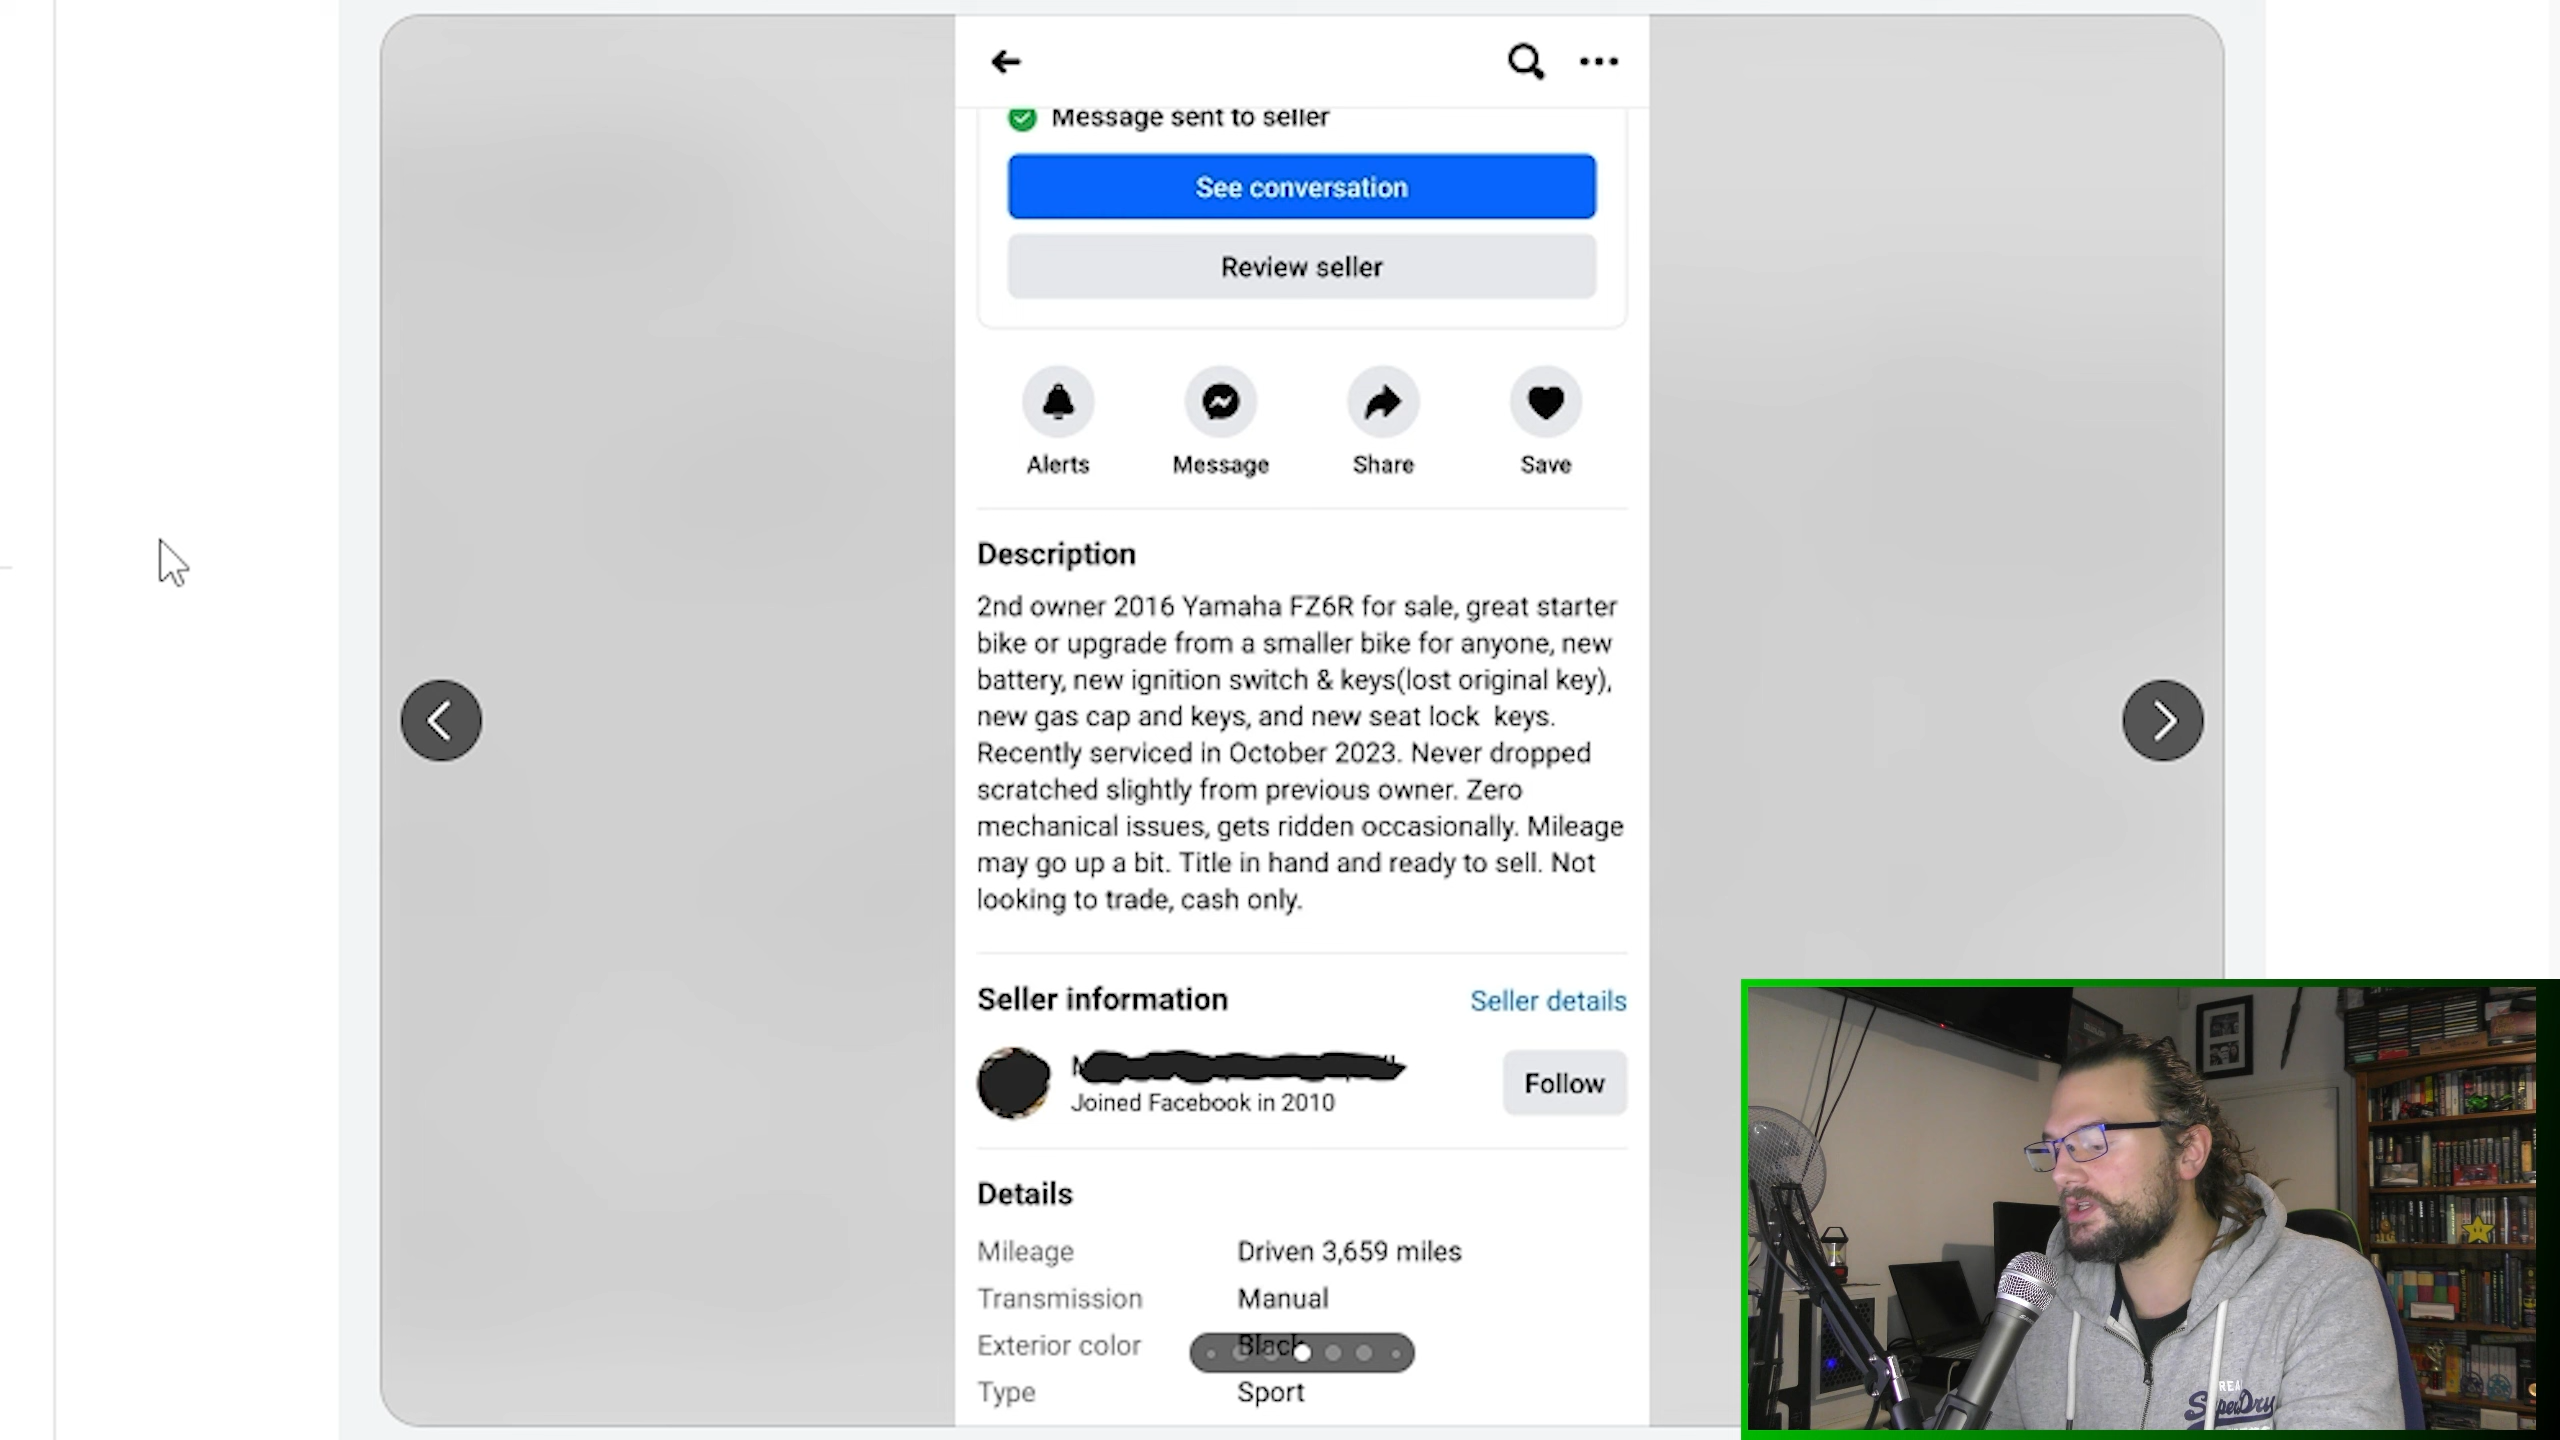 Message sent to seller
See conversation
Review seller
Alerts Message Share Save
Description
2nd owner 2016 Yamaha FZ6R for sale, great starter
bike or upgrade from a smaller bike for anyone, new
battery, new ignition switch & keys(lost original key),
new gas cap and keys, and new seat lock  keys.
Recently serviced in October 2023. Never dropped
scratched slightly from previous owner. Zero
mechanical issues, gets ridden occasionally. Mileage
may go up a bit. Title in hand and ready to sell. Not
looking to trade, cash only.
Seller information Seller details
Joined Facebook in 2010
Follow
Details
Mileage Driven 3,659 miles
Transmission Manual
Exterior color Black
Type Sport
SuperDry